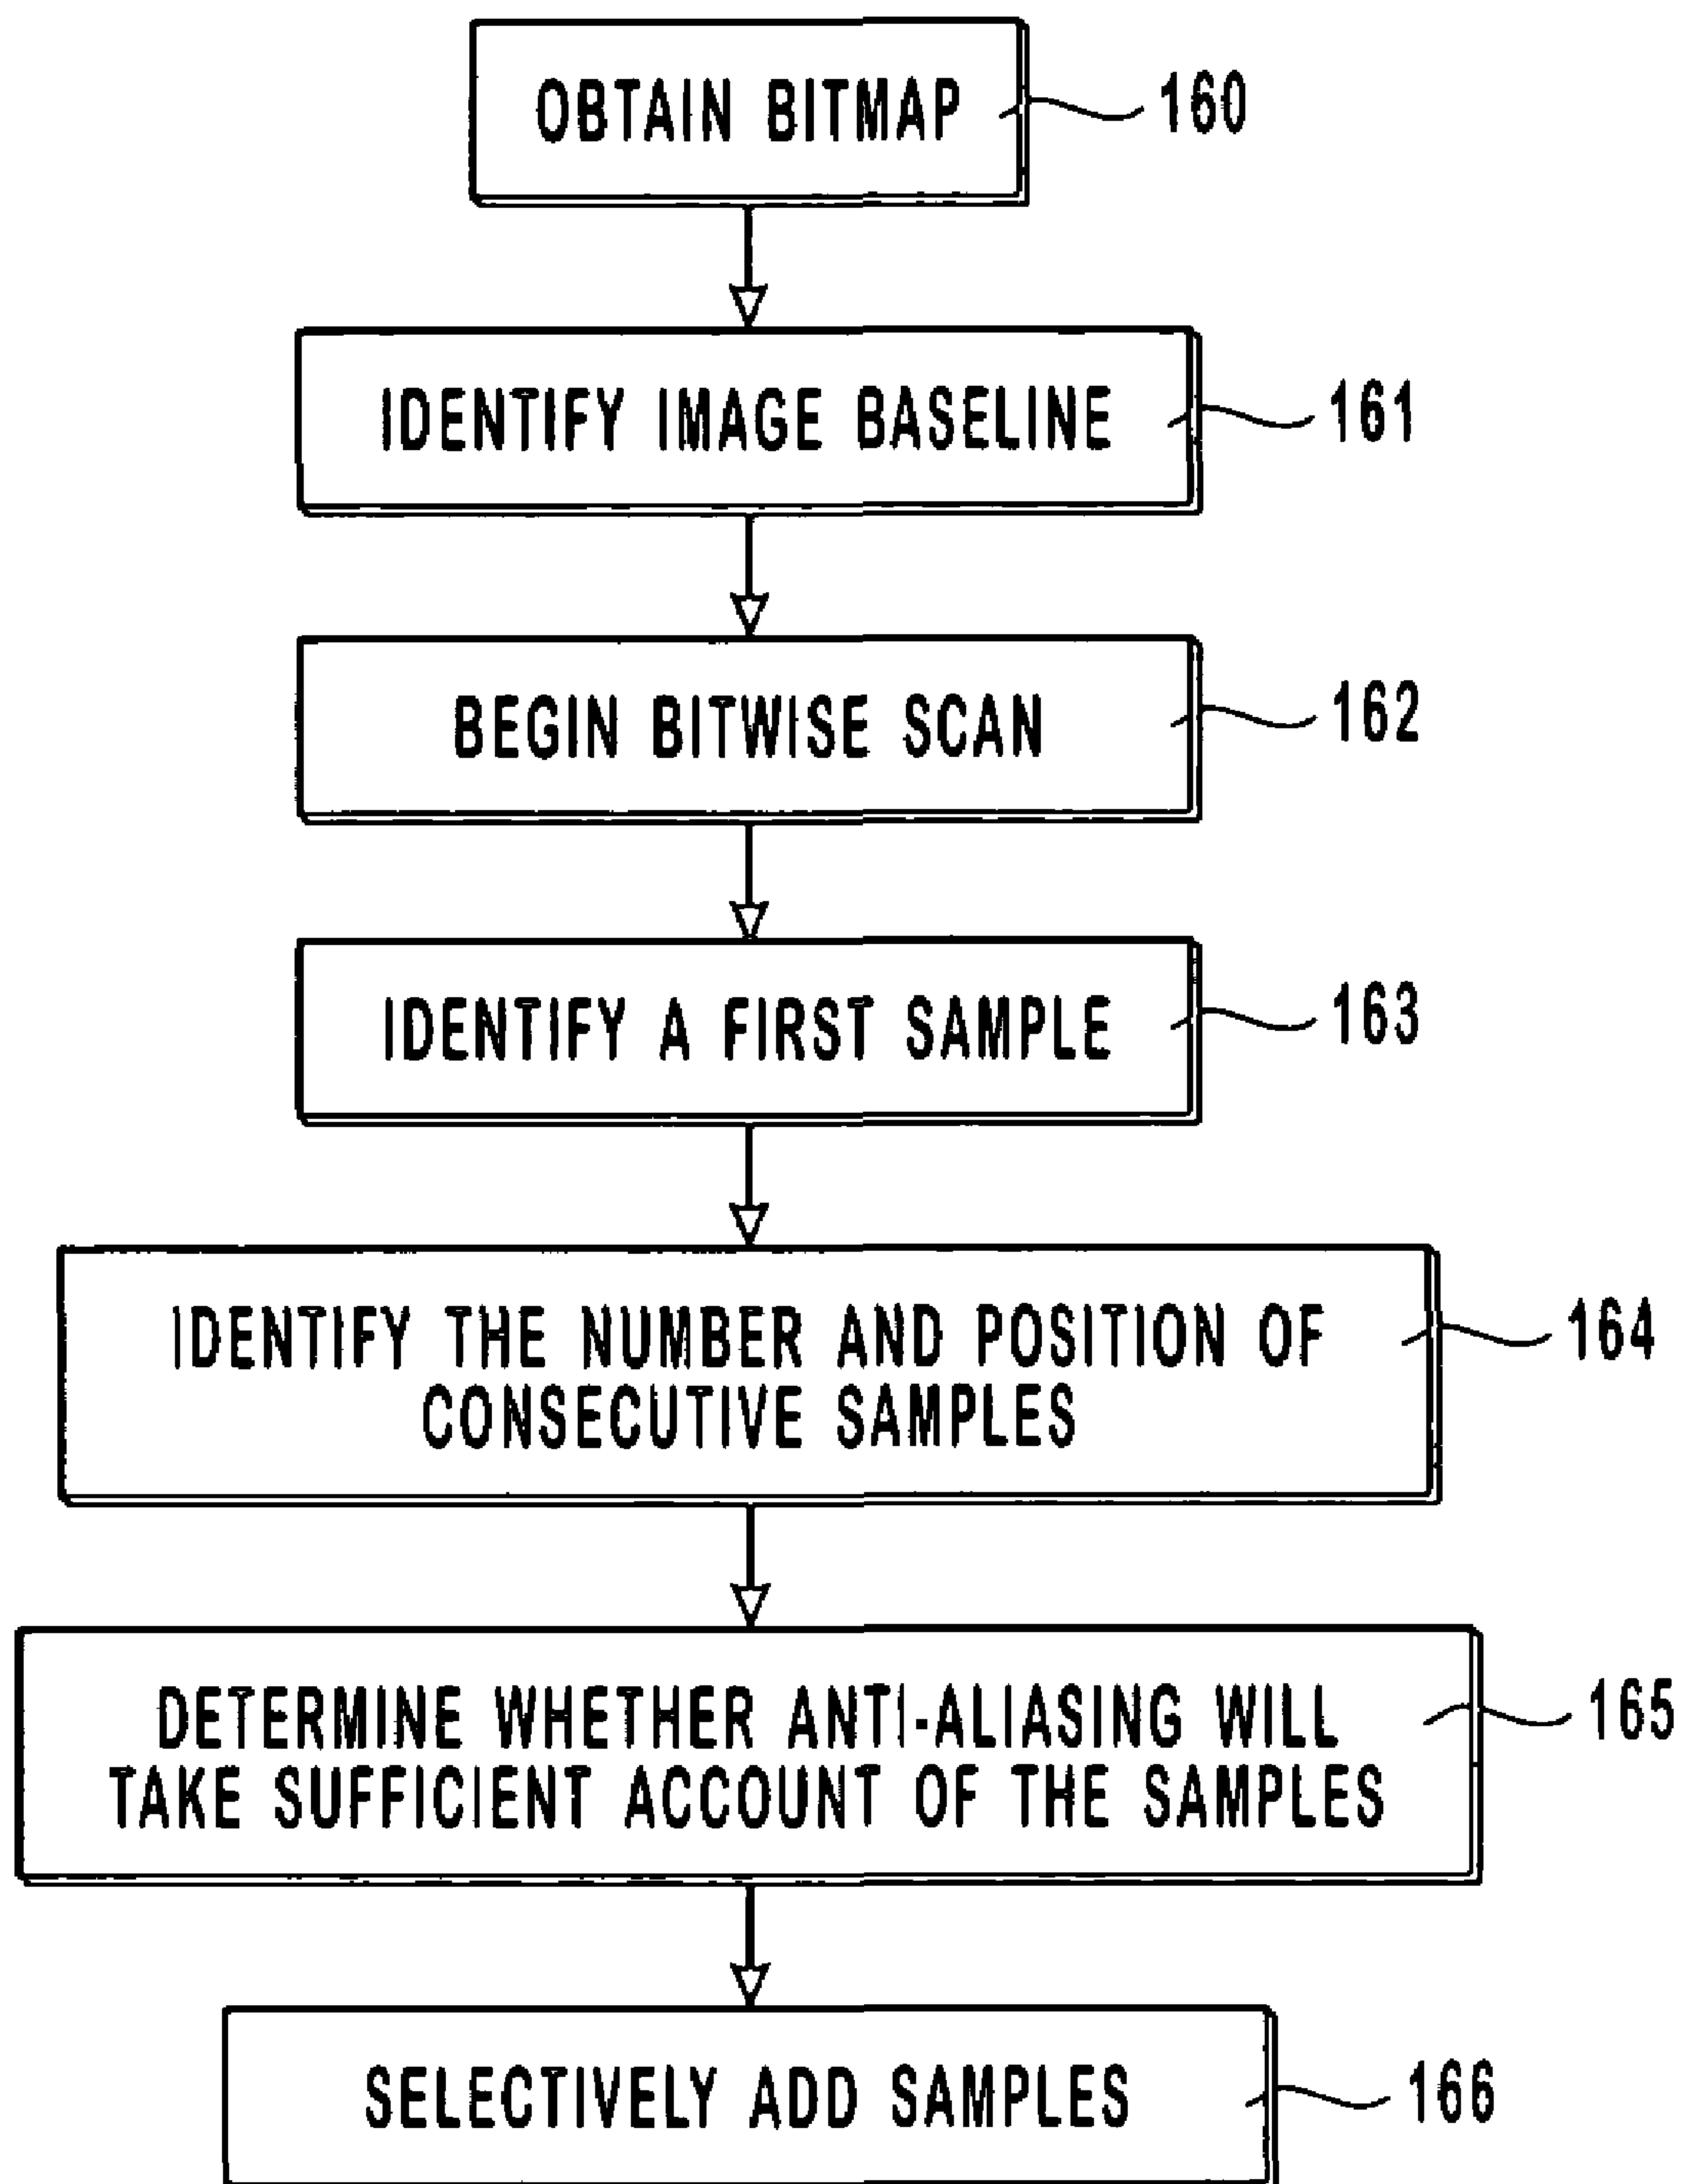 OBTAIN BITMAP
160
IDENTIFY IMAGE BASELINE
161
BEGIN BITWISE SCAN
162
IDENTIFY A FIRST SAMPLE
163
IDENTIFY THE NUMBER AND POSITION OF
CONSECUTIVE SAMPLES
164
DETERMINE WHETHER ANTI-ALIASING WILL
TAKE SUFFICIENT ACCOUNT OF THE SAMPLES
165
SELECTIVELY ADD SAMPLES
166